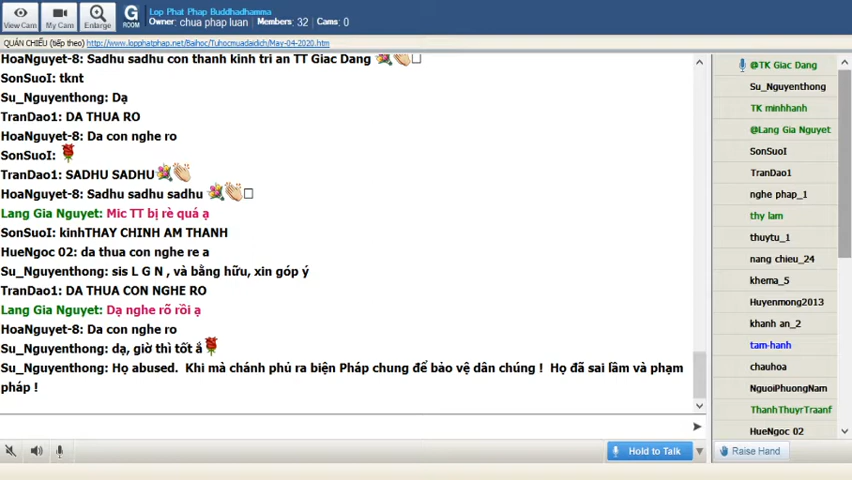 View Cam
My Cam
Enlarge
G
ROOM
Lop Phat Phap Buddhadhamma
Owner: chua phap luan Members: 32 Cams: 0
QUÁN CHIẾU (tiếp theo) http://www.lopphatphap.net/Baihoc/Tuhocmuadaidich/May-04-2020.htm
HoaNguyet-8: Sadhu sadhu con thanh kinh tri an TT Giac Dang
SonSuoI: tknt
Su_Nguyenthong: Dạ
TranDao1: DA THUA RO
HoaNguyet-8: Da con nghe ro
SonSuoI:
TranDao1: SADHU SADHU
HoaNguyet-8: Sadhu sadhu sadhu
Lang Gia Nguyet: Mic TT bị rè quá ạ
SonSuoI: kinhTHAY CHINH AM THANH
HueNgoc 02: da thua con nghe re a
Su_Nguyenthong: sis L G N , và bằng hữu, xin góp ý
TranDao1: DA THUA CON NGHE RO
Lang Gia Nguyet: Dạ nghe rõ rồi ạ
HoaNguyet-8: Da con nghe ro
Su_Nguyenthong: dạ, giờ thì tốt ắ
Su_Nguyenthong: Họ abused. Khi mà chánh phủ ra biện Pháp chung để bảo vệ dân chúng ! Họ đã sai lầm và phạm
pháp !
Hold to Talk
@TK Giac Dang
Su_Nguyenthong
TK minhhanh
@Lang Gia Nguyet
SonSuoI
TranDao1
nghe phap_1
thy lam
thuytu_1
nang chieu_24
khema_5
Huyenmong2013
khanh an_2
tam-hanh
chauhoa
NguoiPhuongNam
ThanhThuyrTraanf
HueNgoc 02
Raise Hand